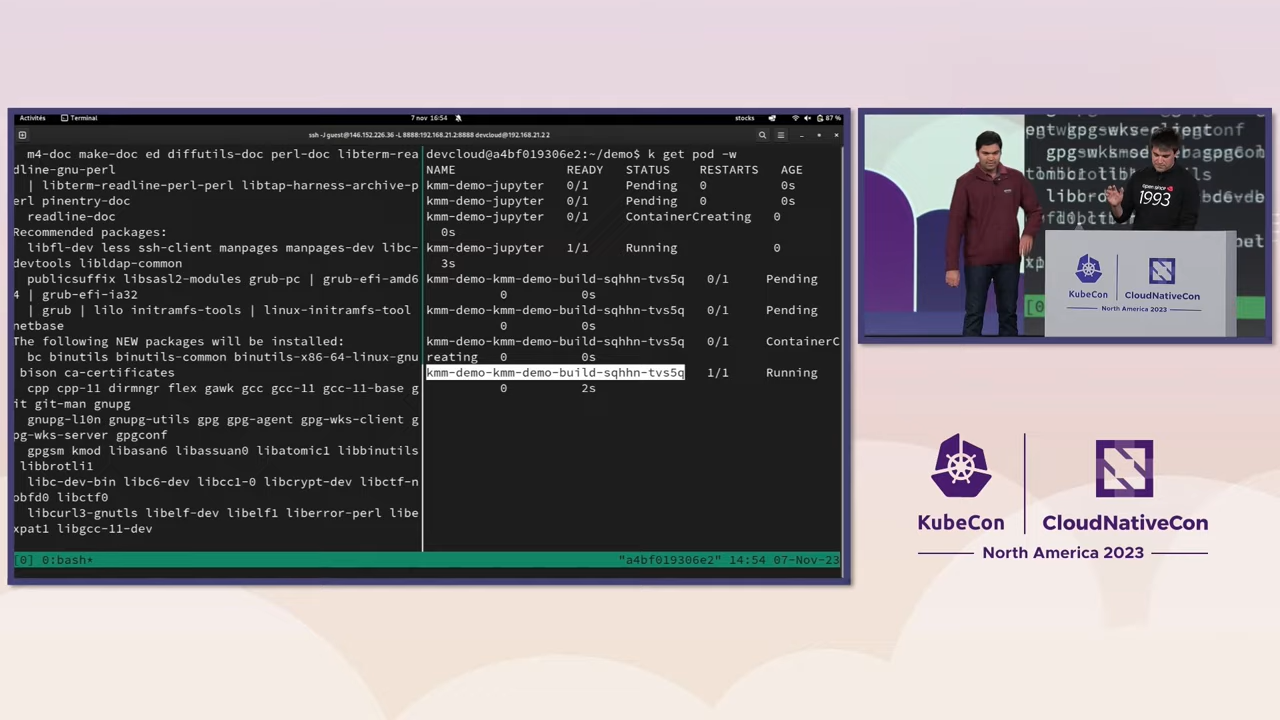 Activités
Terminal
7 nov 16:54
stocks
87 %
ssh -J guest@146.152.226.36 -L 8888:192.168.21.2:8888 devcloud@192.168.21.2 2
m4-doc make-doc ed diffutils-doc perl-doc libterm-rea
dline-gnu-perl
| libterm-readline-perl-perl libtap-harness-archive-p
erl pinentry-doc
readline-doc
Recommended packages:
libfl-dev less ssh-client manpages manpages-dev libc-
devtools libldap-common
publicsuffix libsasl2-modules grub-pc | grub-efi-amd6
4 | grub-efi-ia32
| grub | lilo initramfs-tools | linux-initramfs-tool
netbase
The following NEW packages will be installed:
bc binutils binutils-common binutils-x86-64-linux-gnu
bison ca-certificates
cpp cpp-11 dirmngr flex gawk gcc gcc-11 gcc-11-base g
it git-man gnupg
gnupg-l10n gnupg-utils gpg gpg-agent gpg-wks-client g
pg-wks-server gpgconf
gpgsm kmod libasan6 libassuan0 libatomic1 libbinutils
libbrotli1
libc-dev-bin libc6-dev libcc1-0 libcrypt-dev libctf-n
obfd0 libctf0
libcurl3-gnutls libelf-dev libelf1 liberror-perl libe
xpat1 libgcc-11-dev
devcloud@a4bf019306e2:~/demo$ k get pod -w
NAME READY STATUS RESTARTS AGE
kmm-demo-jupyter 0/1 Pending 0 0s
kmm-demo-jupyter 0/1 Pending 0 0s
kmm-demo-jupyter 0/1 ContainerCreating 0
0s
kmm-demo-jupyter 1/1 Running 0
3s
kmm-demo-kmm-demo-build-sqhhn-tvs5q 0/1 Pending
0 0s
kmm-demo-kmm-demo-build-sqhhn-tvs5q 0/1 Pending
0 0s
kmm-demo-kmm-demo-build-sqhhn-tvs5q 0/1 ContainerC
reating 0 0s
kmm-demo-kmm-demo-build-sqhhn-tvs5q 1/1 Running
0 2s
[0] 0:bash*
"a4bf019306e2" 14:54 07-Nov-23
open since
1993
KubeCon
CloudNativeCon
North America 2023
KubeCon
CloudNativeCon
North America 2023